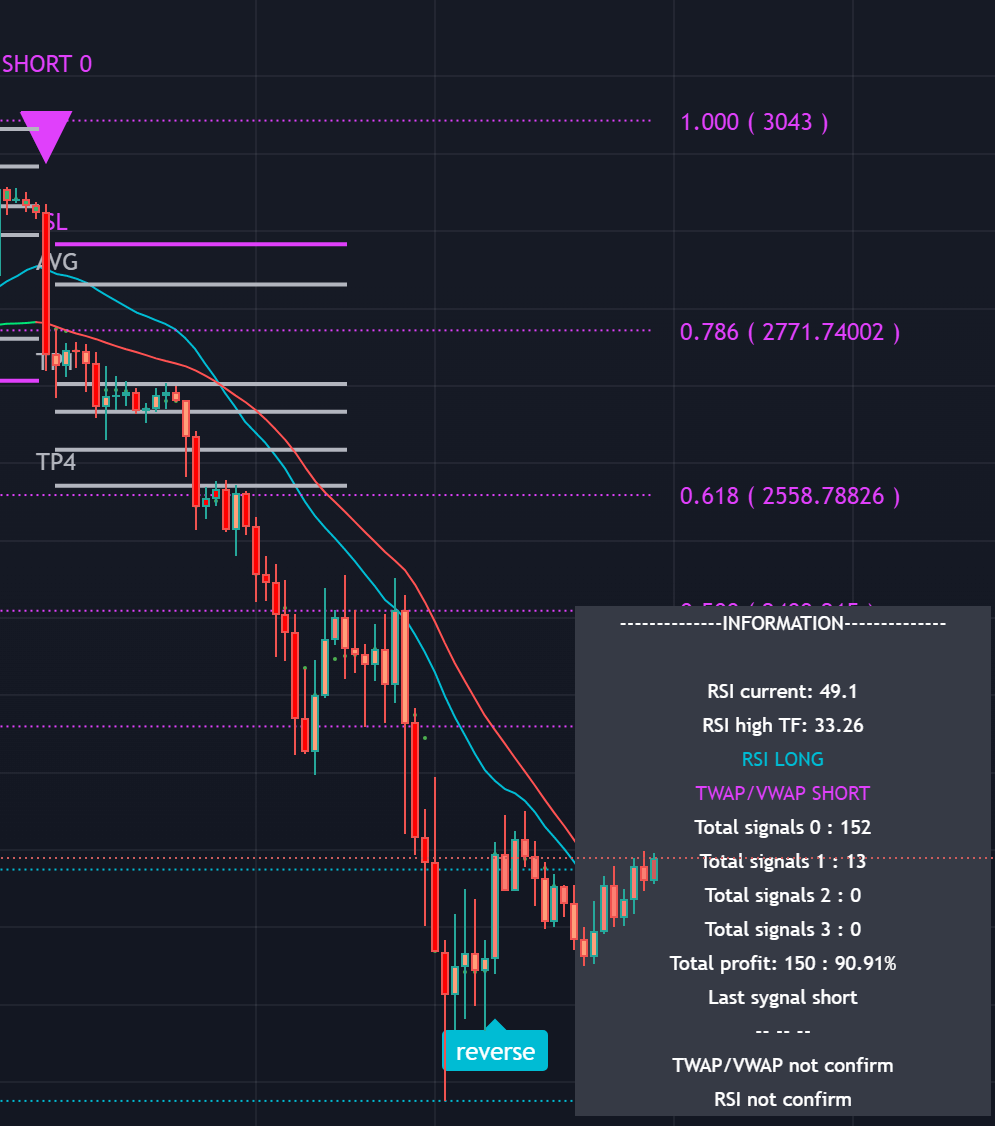 SHORT 0
1.000 ( 3043 )
SL
AVG
0.786 ( 2771.74002 )
TP4
0.618 ( 2558.78826 )
--------------INFORMATION--------------
RSI current: 49.1
RSI high TF: 33.26
RSI LONG
TWAP/VWAP SHORT
Total signals 0 : 152
Total signals 1 : 13
Total signals 2 : 0
Total signals 3 : 0
Total profit: 150 : 90.91%
Last sygnal short
-- -- --
reverse
TWAP/VWAP not confirm
RSI not confirm